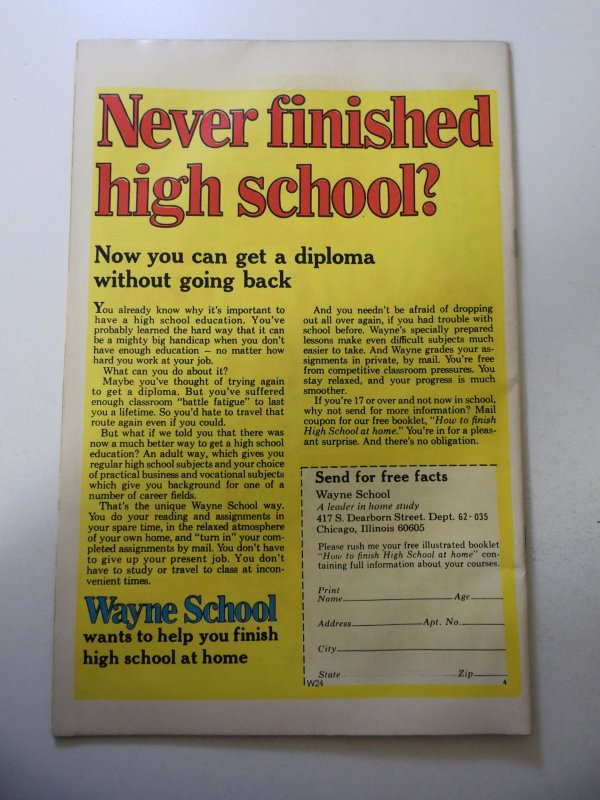 Never finished
high school?
Now you can get a diploma
without going back
You already know why it's important to
have a high school education. You've
probably learned the hard way that it can
be a mighty big handicap when you don't
have enough education — no matter how
hard you work at your job.
What can you do about it?
Maybe you've thought of trying again
to get a diploma. But you've suffered
enough classroom "battle fatigue" to last
you a lifetime. So you'd hate to travel that
route again even if you could.
But what if we told you that there was
now a much better way to get a high school
education? An adult way, which gives you
regular high school subjects and your choice
of practical business and vocational subjects
which give you background for one of a
number of career fields.
That's the unique Wayne School way.
You do your reading and assignments in
your spare time, in the relaxed atmosphere
of your own home, and "turn in" your com-
pleted assignments by mail. You don't have
to give up your present job. You don't
have to study or travel to class at incon-
venient times.
Wayne School
wants to help you finish
high school at home
And you needn't be afraid of dropping
out all over again, if you had trouble with
school before. Wayne's specially prepared
lessons make even difficult subjects much
easier to take. And Wayne grades your as-
signments in private, by mail. You're free
from competitive classroom pressures. You
stay relaxed, and your progress is much
smoother.
If you're 17 or over and not now in school,
why not send for more information? Mail
coupon for our free booklet, "How to finish
High School at home." You're in for a pleas-
ant surprise. And there's no obligation.
Send for free facts
Wayne School
A leader in home study
417 S. Dearborn Street. Dept. 62-035
Chicago, Illinois 60605
Please rush me your free illustrated booklet
"How to finish High School at home" con-
taining full information about your courses.
Print
Name Age
Address Apt. No.
City
State Zip
W24 4